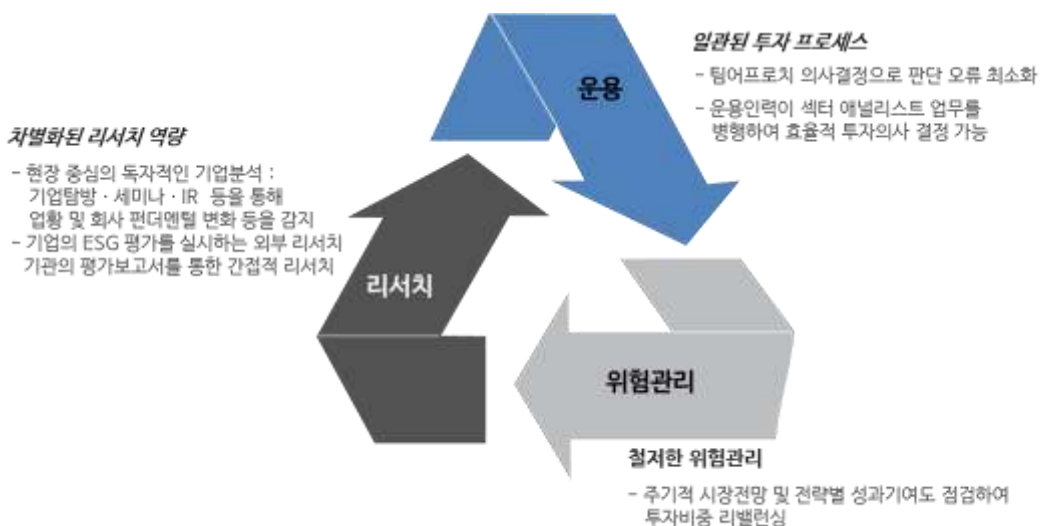 일관된 투자 프로세스
- 팀어프로치 의사결정으로 판단 오류 최소화
- 운용인력이 섹터 애널리스트 업무를
병행하여 효율적 투자의사 결정 가능
운용
차별화된 리서치 역량
- 현장 중심의 독자적인 기업분석 :
기업탐방 · 세미나 · IR 등을 통해
업황 및 회사 펀더멘털 변화 등을 감지
- 기업의 ESG 평가를 실시하는 외부 리서치
기관의 평가보고서를 통한 간접적 리서치
리서치
위험관리
철저한 위험관리
- 주기적 시장전망 및 전략별 성과기여도 점검하여
투자비중 리밸런싱